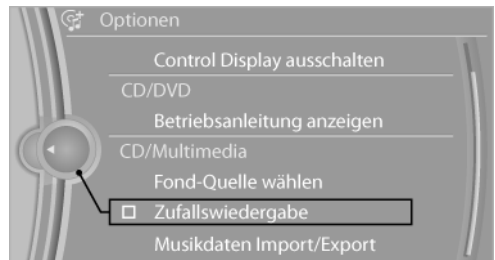 Optionen
Control Display ausschalten
CD/DVD
Betriebsanleitung anzeigen
CD/Multimedia
Fond-Quelle wählen
Zufallswiedergabe
Musikdaten Import/Export